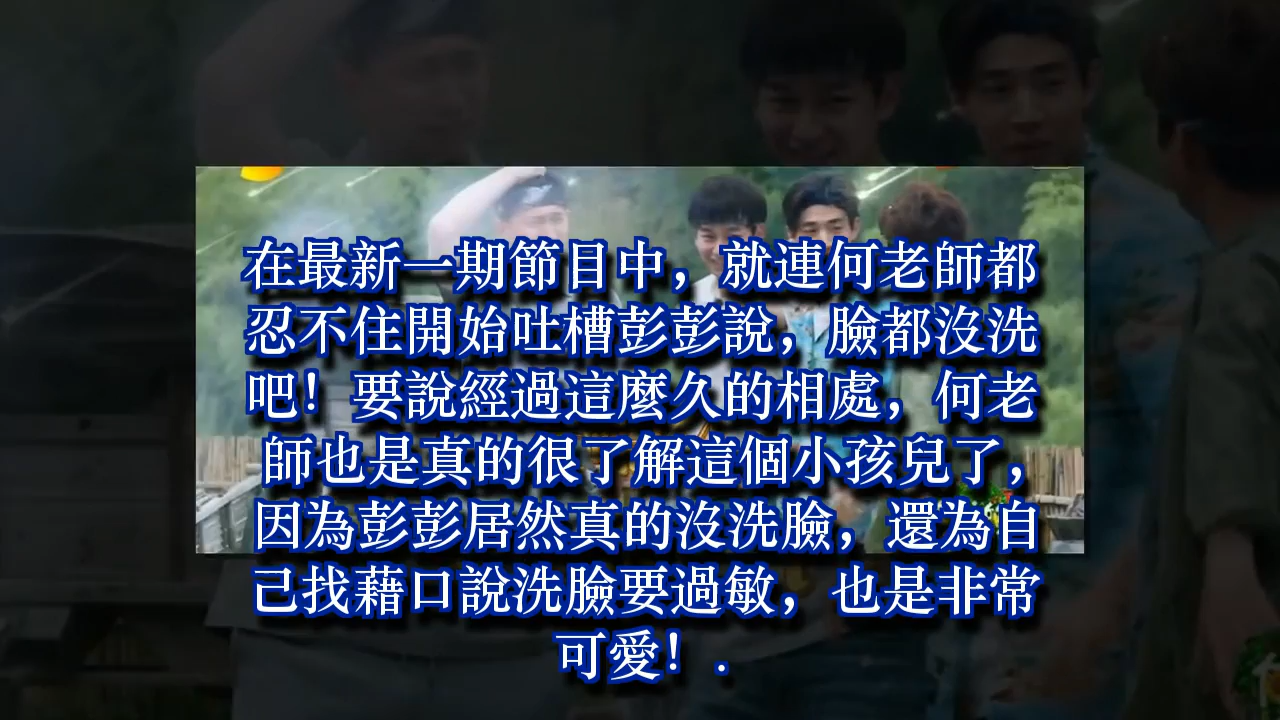 在最新一期節目中，就連何老師都
忍不住開始吐槽彭彭說，臉都沒洗
吧！要說經過這麼久的相處，何老
師也是真的很了解這個小孩兒了，
因為彭彭居然真的沒洗臉，還為自
己找藉口說洗臉要過敏，也是非常
可愛！.